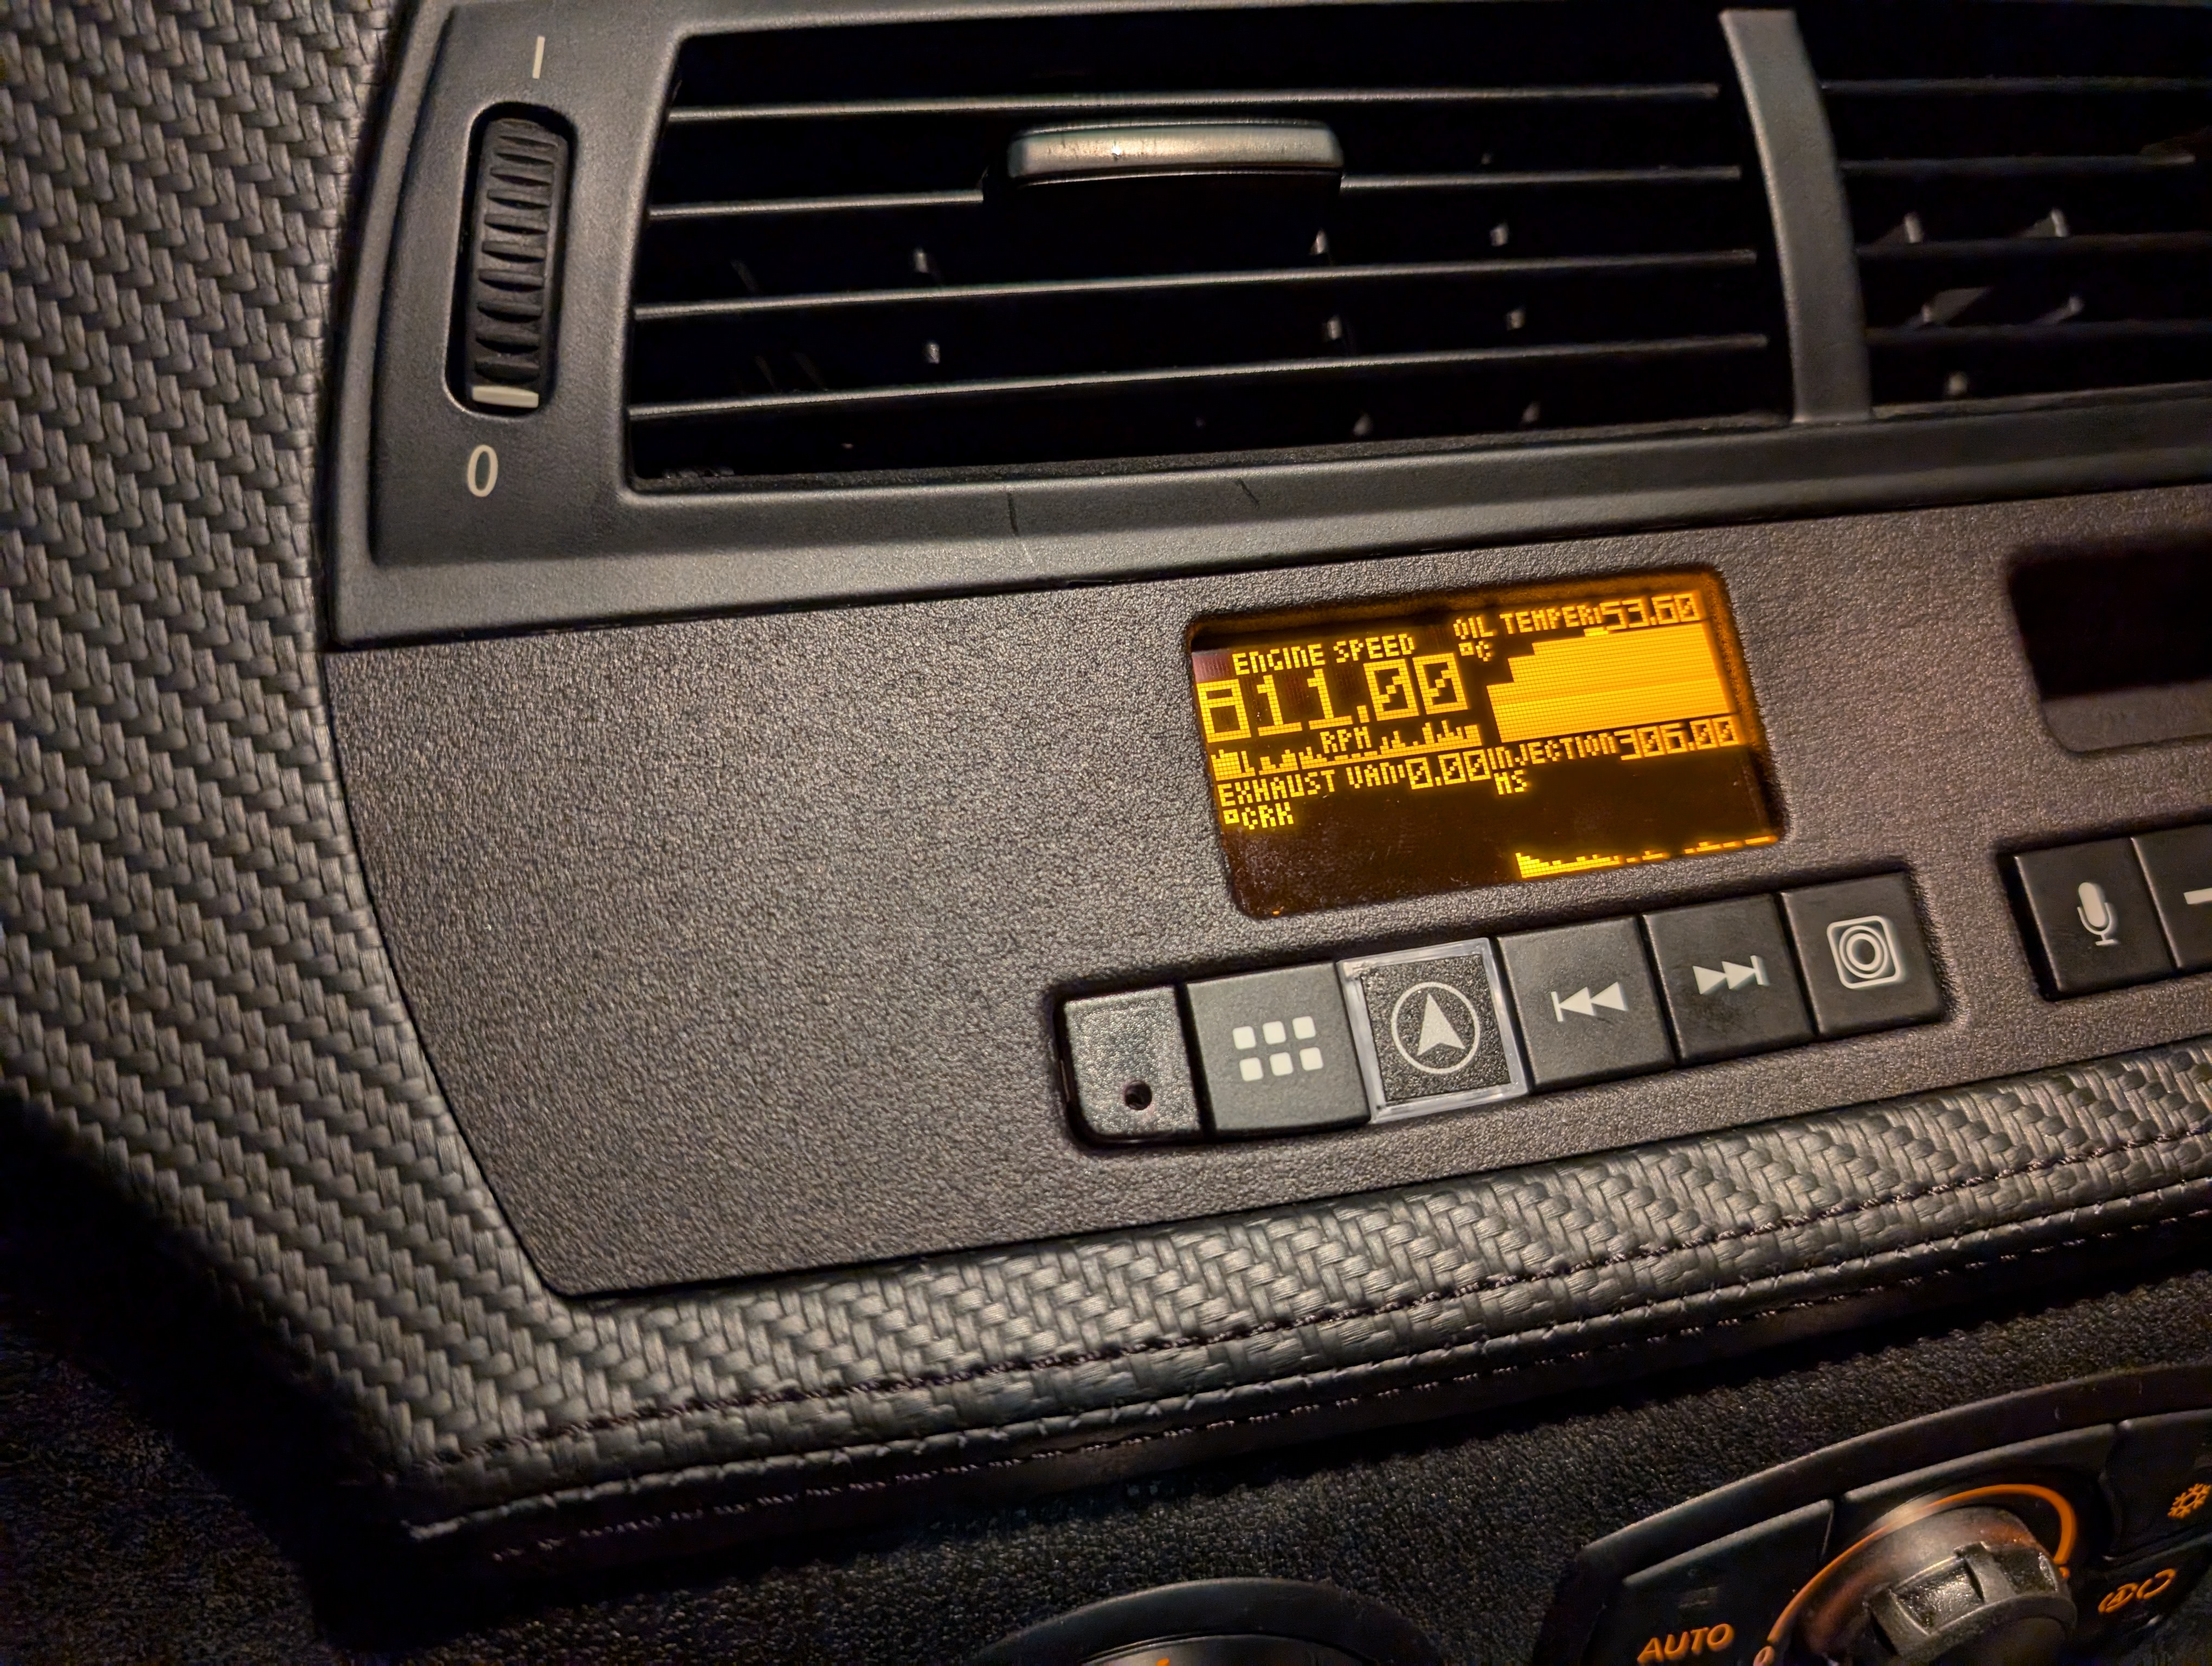 I
0
ENGINE SPEED
811.00
RPM
OIL TEMPER 53.60
°C
EXHAUST VAN 0.00
°CRK
INJECTION 306.00
MS
AUTO